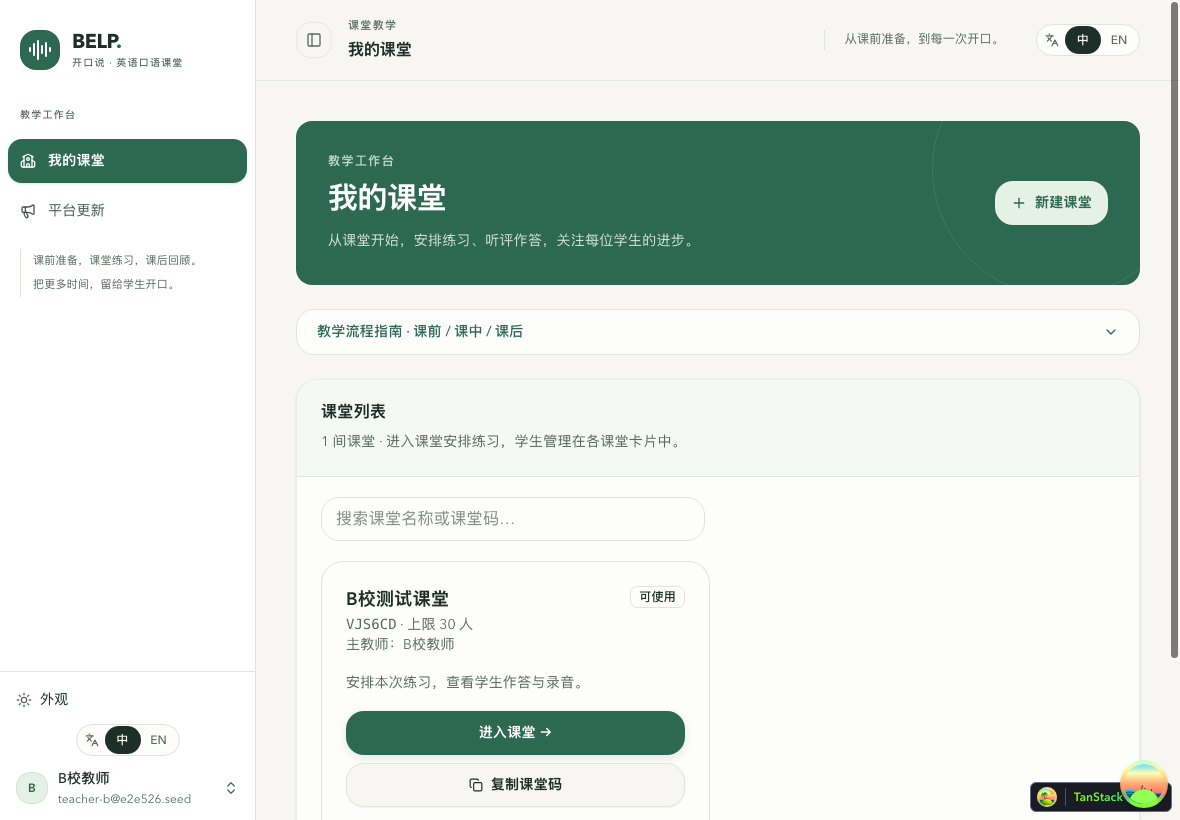 BELP.
开口说 · 英语口语课堂
教学工作台
我的课堂
平台更新
课前准备，课堂练习，课后回顾。
把更多时间，留给学生开口。
外观
中 EN
B
B校教师
teacher-b@e2e526.seed
课堂教学
我的课堂
从课前准备，到每一次开口。
中 EN
教学工作台
我的课堂
从课堂开始，安排练习、听评作答，关注每位学生的进步。
新建课堂
教学流程指南 · 课前 / 课中 / 课后
课堂列表
1 间课堂 · 进入课堂安排练习，学生管理在各课堂卡片中。
搜索课堂名称或课堂码…
B校测试课堂
可使用
VJS6CD · 上限 30 人
主教师：B校教师
安排本次练习，查看学生作答与录音。
进入课堂 →
复制课堂码
TanStack